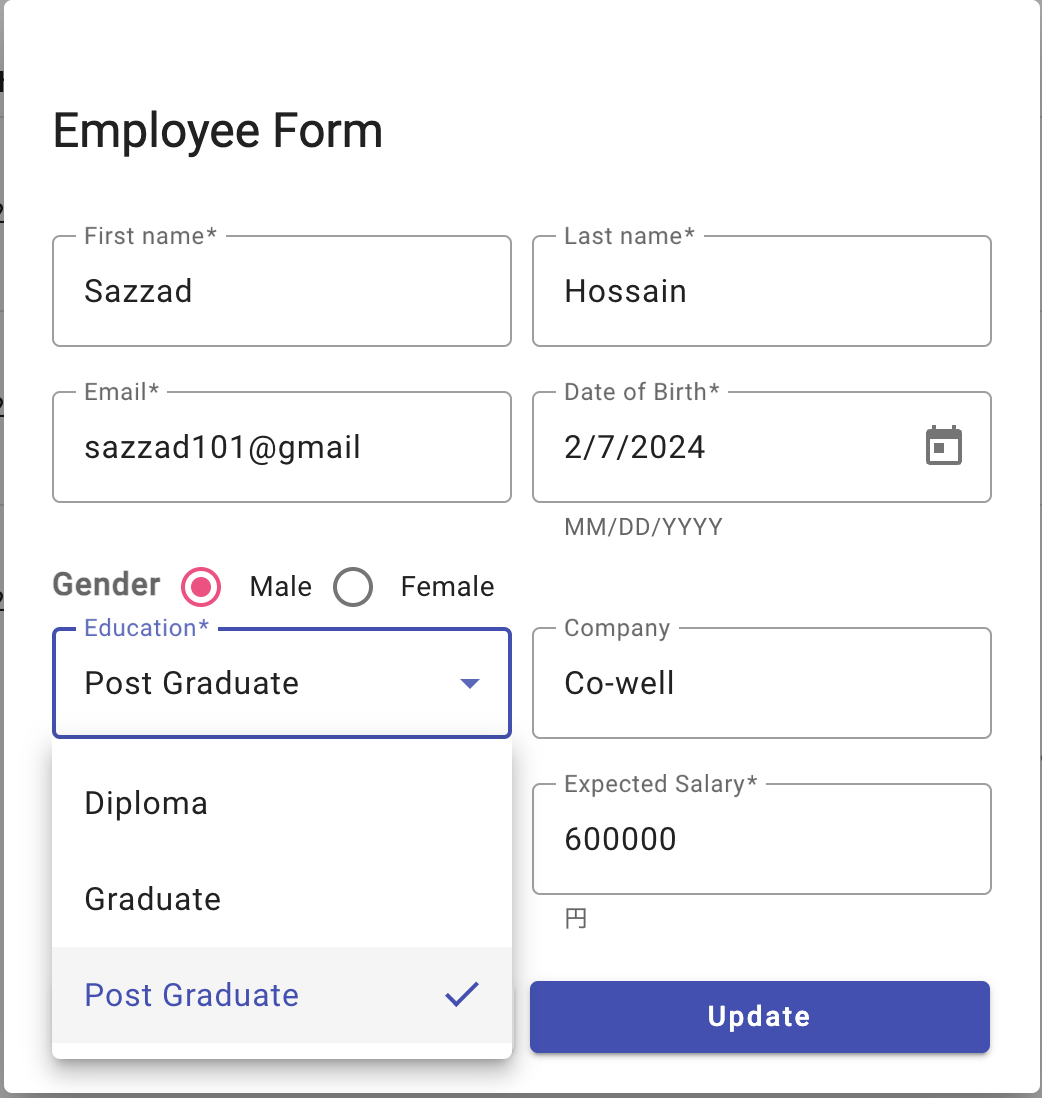 Employee Form
First name*
Last name*
Sazzad
Hossain
Email*
Date of Birth*
sazzad101@gmail
2/7/2024
MM/DD/YYYY
Gender Male Female
Education*
Company
Post Graduate
Co-well
Diploma
Graduate
Post Graduate
Expected Salary*
600000
円
Update